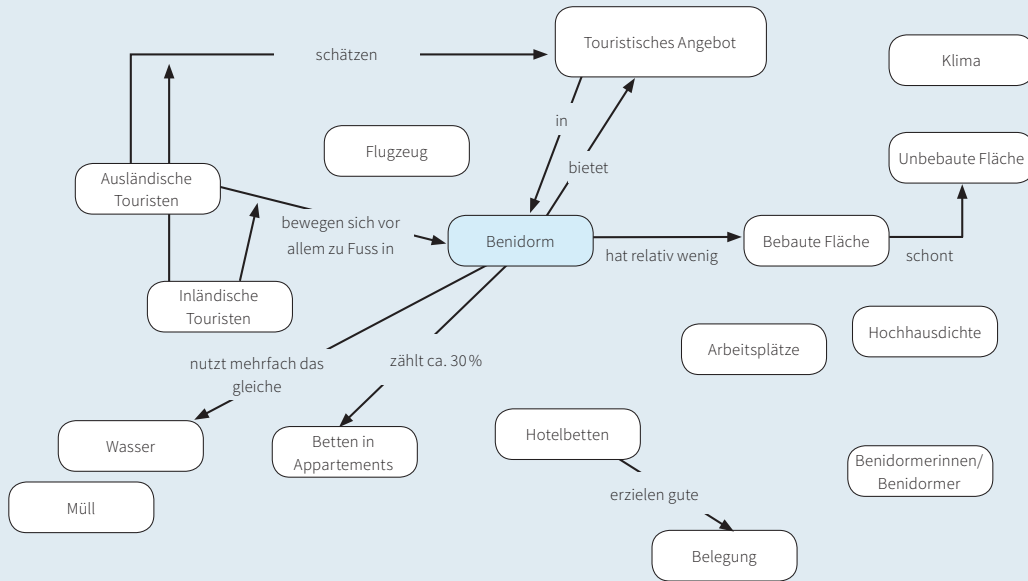 Touristisches Angebot
schätzen
Klima
in
Flugzeug
Unbebaute Fläche
bietet
Ausländische
Touristen
bewegen sich vor
allem zu Fuss in
Benidorm
hat relativ wenig
Bebaute Fläche
schont
Inländische
Touristen
Hochhausdichte
Arbeitsplätze
nutzt mehrfach das
gleiche
zählt ca. 30 %
Wasser
Betten in
Appartements
Hotelbetten
Benidormerinnen/
Benidormer
Müll
erzielen gute
Belegung